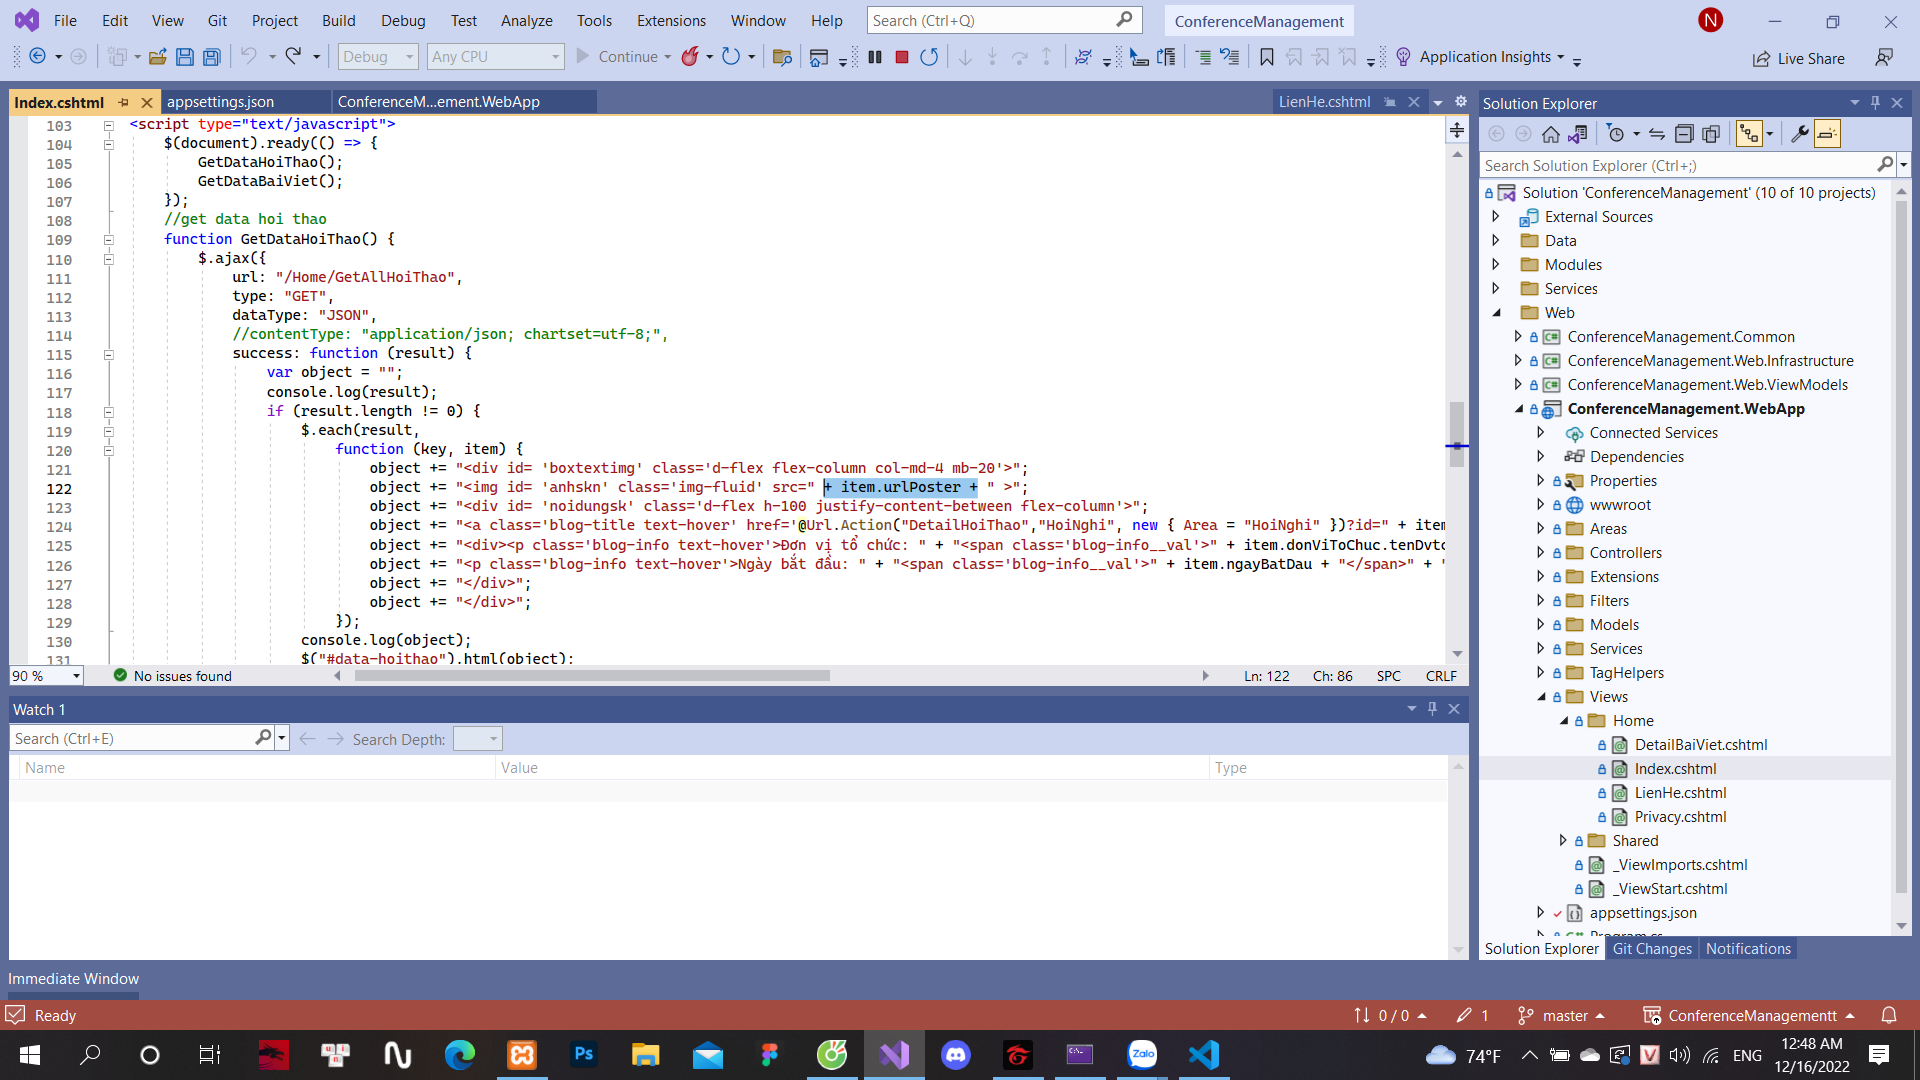 File Edit View Git Project Build Debug Test Analyze Tools Extensions Window Help Search (Ctrl+Q) ConferenceManagement N
Debug Any CPU Continue Application Insights Live Share
Index.cshtml appsettings.json ConferenceM...ement.WebApp LienHe.cshtml
103 <script type="text/javascript">
104 $(document).ready(() => {
105 GetDataHoiThao();
106 GetDataBaiViet();
107 });
108 //get data hoi thao
109 function GetDataHoiThao() {
110 $.ajax({
111 url: "/Home/GetAllHoiThao",
112 type: "GET",
113 dataType: "JSON",
114 //contentType: "application/json; chartset=utf-8;",
115 success: function (result) {
116 var object = "";
117 console.log(result);
118 if (result.length != 0) {
119 $.each(result,
120 function (key, item) {
121 object += "<div id= 'boxtextimg' class='d-flex flex-column col-md-4 mb-20'>";
122 object += "<img id= 'anhskn' class='img-fluid' src=" + item.urlPoster + " >";
123 object += "<div id= 'noidungsk' class='d-flex h-100 justify-content-between flex-column'>";
124 object += "<a class='blog-title text-hover' href='@Url.Action("DetailHoiThao","HoiNghi", new { Area = "HoiNghi" })?id=" + item
125 object += "<div><p class='blog-info text-hover'>Đơn vị tổ chức: " + "<span class='blog-info__val'>" + item.donViToChuc.tenDvtc
126 object += "<p class='blog-info text-hover'>Ngày bắt đầu: " + "<span class='blog-info__val'>" + item.ngayBatDau + "</span>" + "
127 object += "</div>";
128 object += "</div>";
129 });
130 console.log(object);
131 $("#data-hoithao").html(object);
90 % No issues found Ln: 122 Ch: 86 SPC CRLF
Watch 1
Search (Ctrl+E) Search Depth:
Name Value Type
Immediate Window
Solution Explorer
Search Solution Explorer (Ctrl+;)
Solution 'ConferenceManagement' (10 of 10 projects)
External Sources
Data
Modules
Services
Web
ConferenceManagement.Common
ConferenceManagement.Web.Infrastructure
ConferenceManagement.Web.ViewModels
ConferenceManagement.WebApp
Connected Services
Dependencies
Properties
wwwroot
Areas
Controllers
Extensions
Filters
Models
Services
TagHelpers
Views
Home
DetailBaiViet.cshtml
Index.cshtml
LienHe.cshtml
Privacy.cshtml
Shared
_ViewImports.cshtml
_ViewStart.cshtml
appsettings.json
Program.cs
Solution Explorer Git Changes Notifications
Ready 0 / 0 1 master ConferenceManagementt
Ps Zalo 74°F V ENG 12:48 AM
12/16/2022